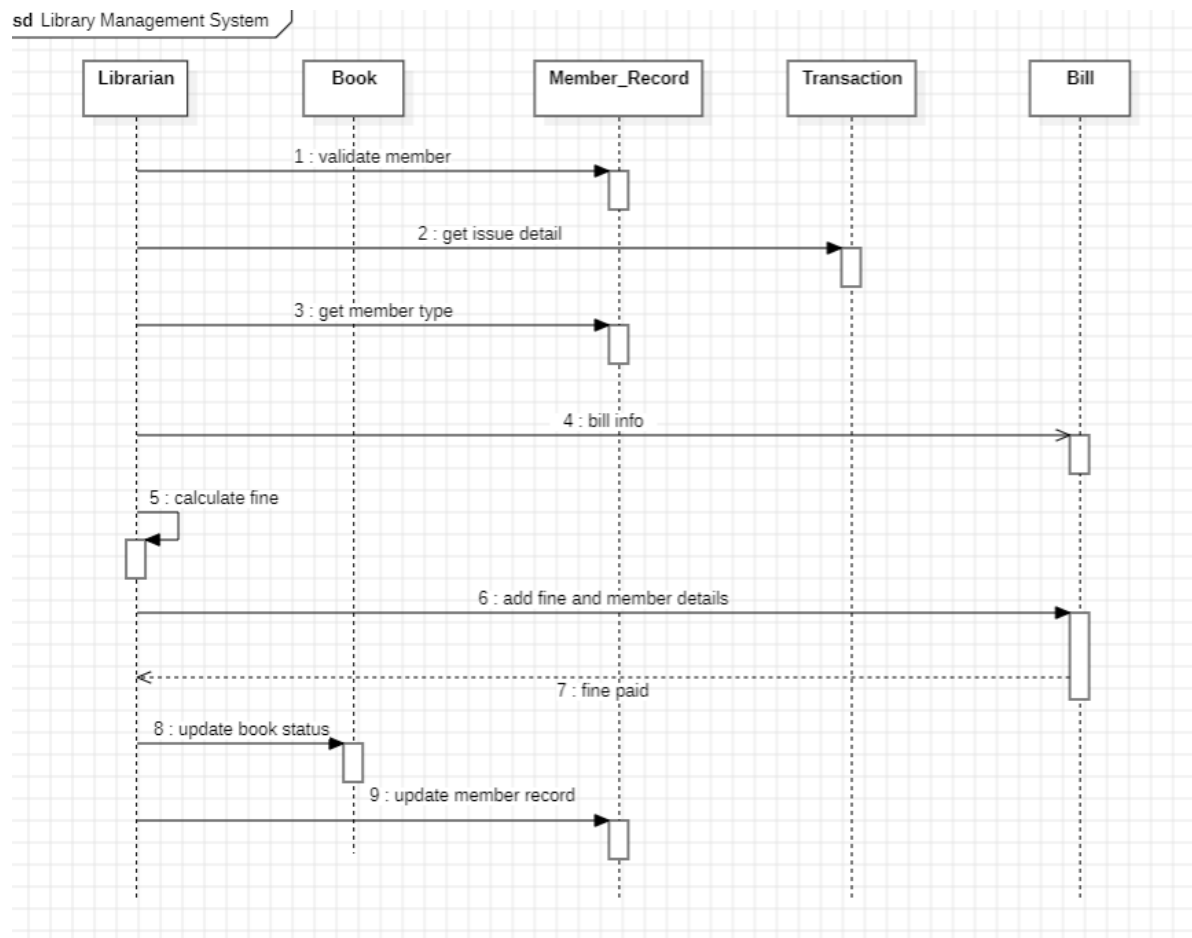 sd Library Management System
Librarian
Book
Member_Record
Transaction
Bill
1 : validate member
2 : get issue detail
3 : get member type
4 : bill info
5 : calculate fine
6 : add fine and member details
7 : fine paid
8 : update book status
9 : update member record